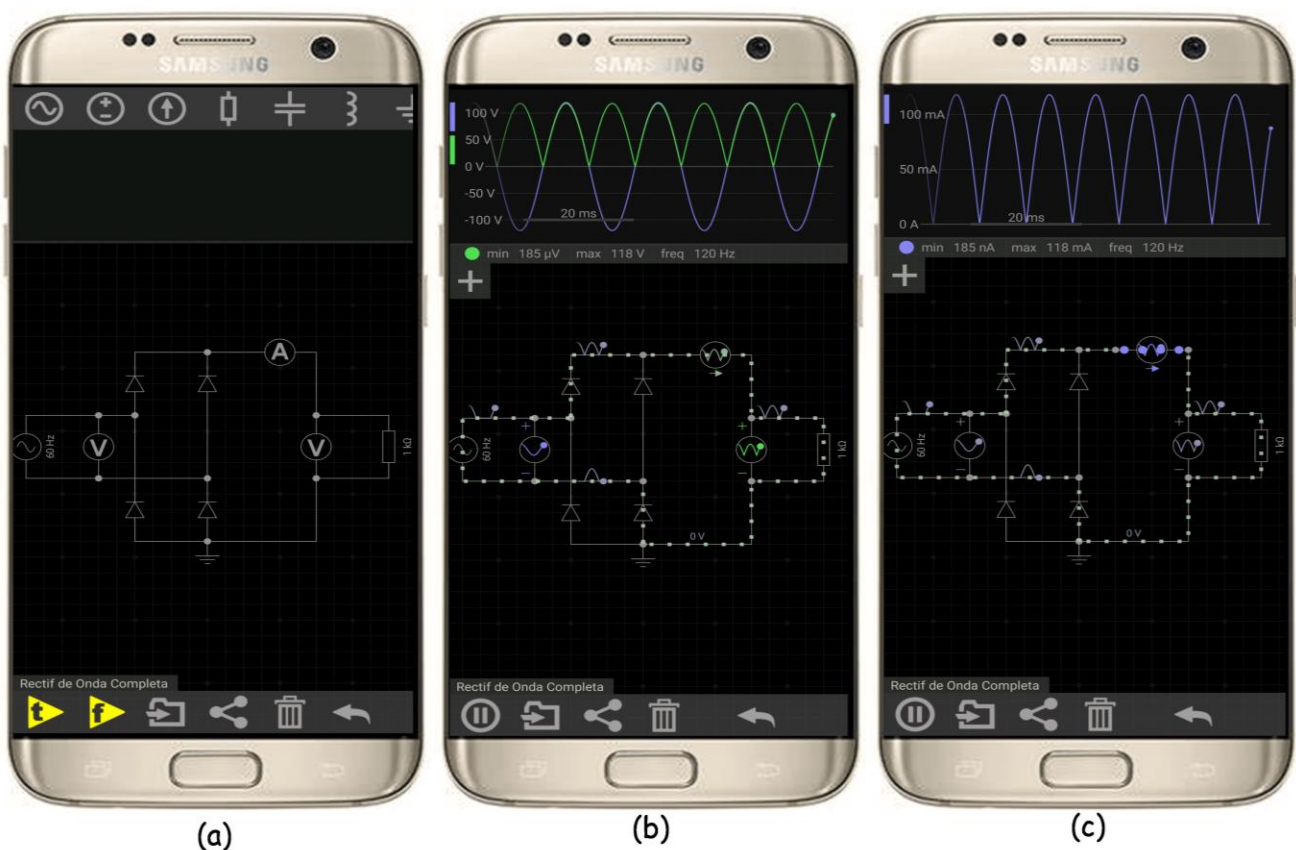 SAMSUNG
A
V
V
60 Hz
1 kΩ
Rectif de Onda Completa
t
f
(a)
SAMSUNG
100 V
50 V
0 V
-50 V
-100 V
20 ms
min 185 µV max 118 V freq 120 Hz
+
+
+
60 Hz
1 kΩ
0 V
Rectif de Onda Completa
(b)
SAMSUNG
100 mA
50 mA
0 A
20 ms
min 185 nA max 118 mA freq 120 Hz
+
+
+
60 Hz
1 kΩ
0 V
Rectif de Onda Completa
(c)